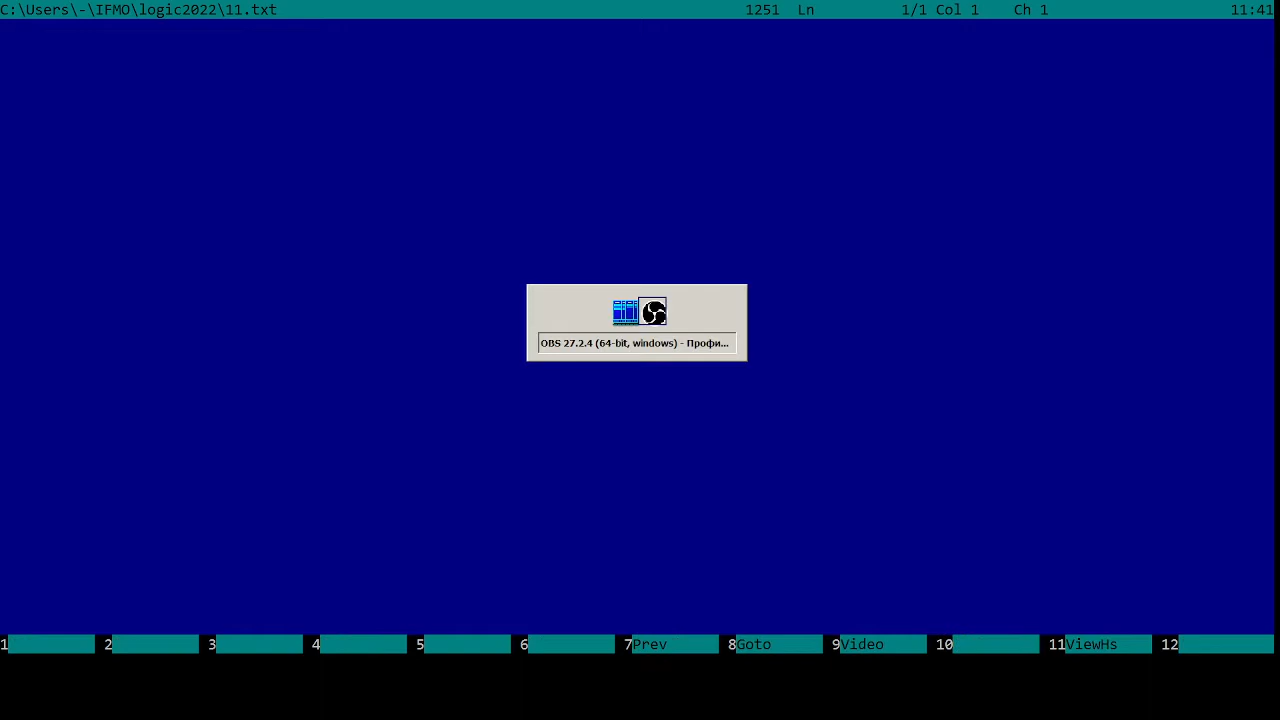 C:\Users\-\IFMO\logic2022\11.txt 1251 Ln 1/1 Col 1 Ch 1 11:41
OBS 27.2.4 (64-bit, windows) - Профи...
1 2 3 4 5 6 7Prev 8Goto 9Video 10 11ViewHs 12